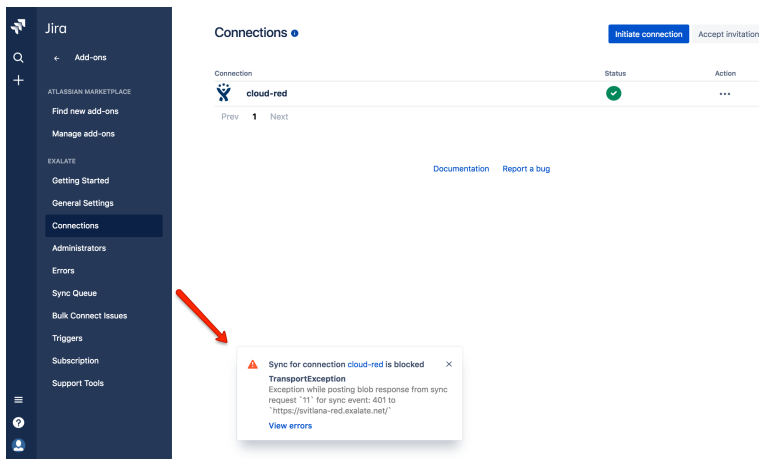 Jira
← Add-ons
ATLASSIAN MARKETPLACE
Find new add-ons
Manage add-ons
EXALATE
Getting Started
General Settings
Connections
Administrators
Errors
Sync Queue
Bulk Connect Issues
Triggers
Subscription
Support Tools
Connections
Initiate connection Accept invitation
Connection Status Action
cloud-red
Prev 1 Next
Documentation Report a bug
Sync for connection cloud-red is blocked
TransportException
Exception while posting blob response from sync
request `11` for sync event: 401 to
`https://svitlana-red.exalate.net/`
View errors